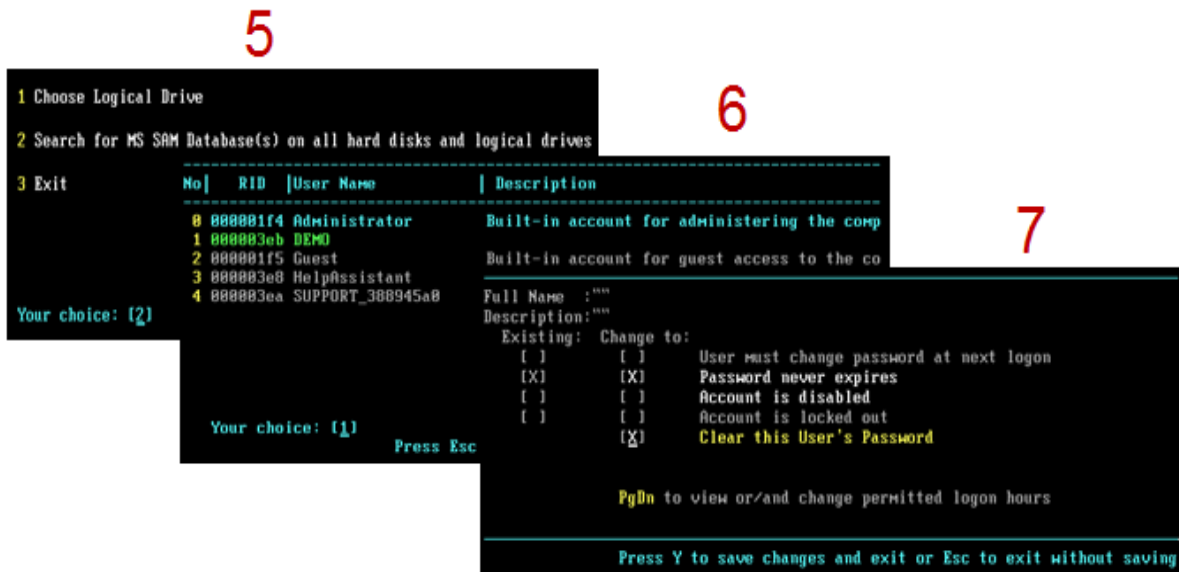 5
1 Choose Logical Drive
2 Search for MS SAM Database(s) on all hard disks and logical drives
3 Exit
Your choice: [2]
6
No| RID |User Name | Description
0 000001f4 Administrator Built-in account for administering the comp
1 000003eb DEMO
2 000001f5 Guest Built-in account for guest access to the co
3 000003e8 HelpAssistant
4 000003ea SUPPORT_388945a0
Your choice: [1]
Press Esc
7
Full Name :""
Description:""
Existing: Change to:
[ ] [ ] User must change password at next logon
[X] [X] Password never expires
[ ] [ ] Account is disabled
[ ] [ ] Account is locked out
[X] Clear this User's Password
PgDn to view or/and change permitted logon hours
Press Y to save changes and exit or Esc to exit without saving